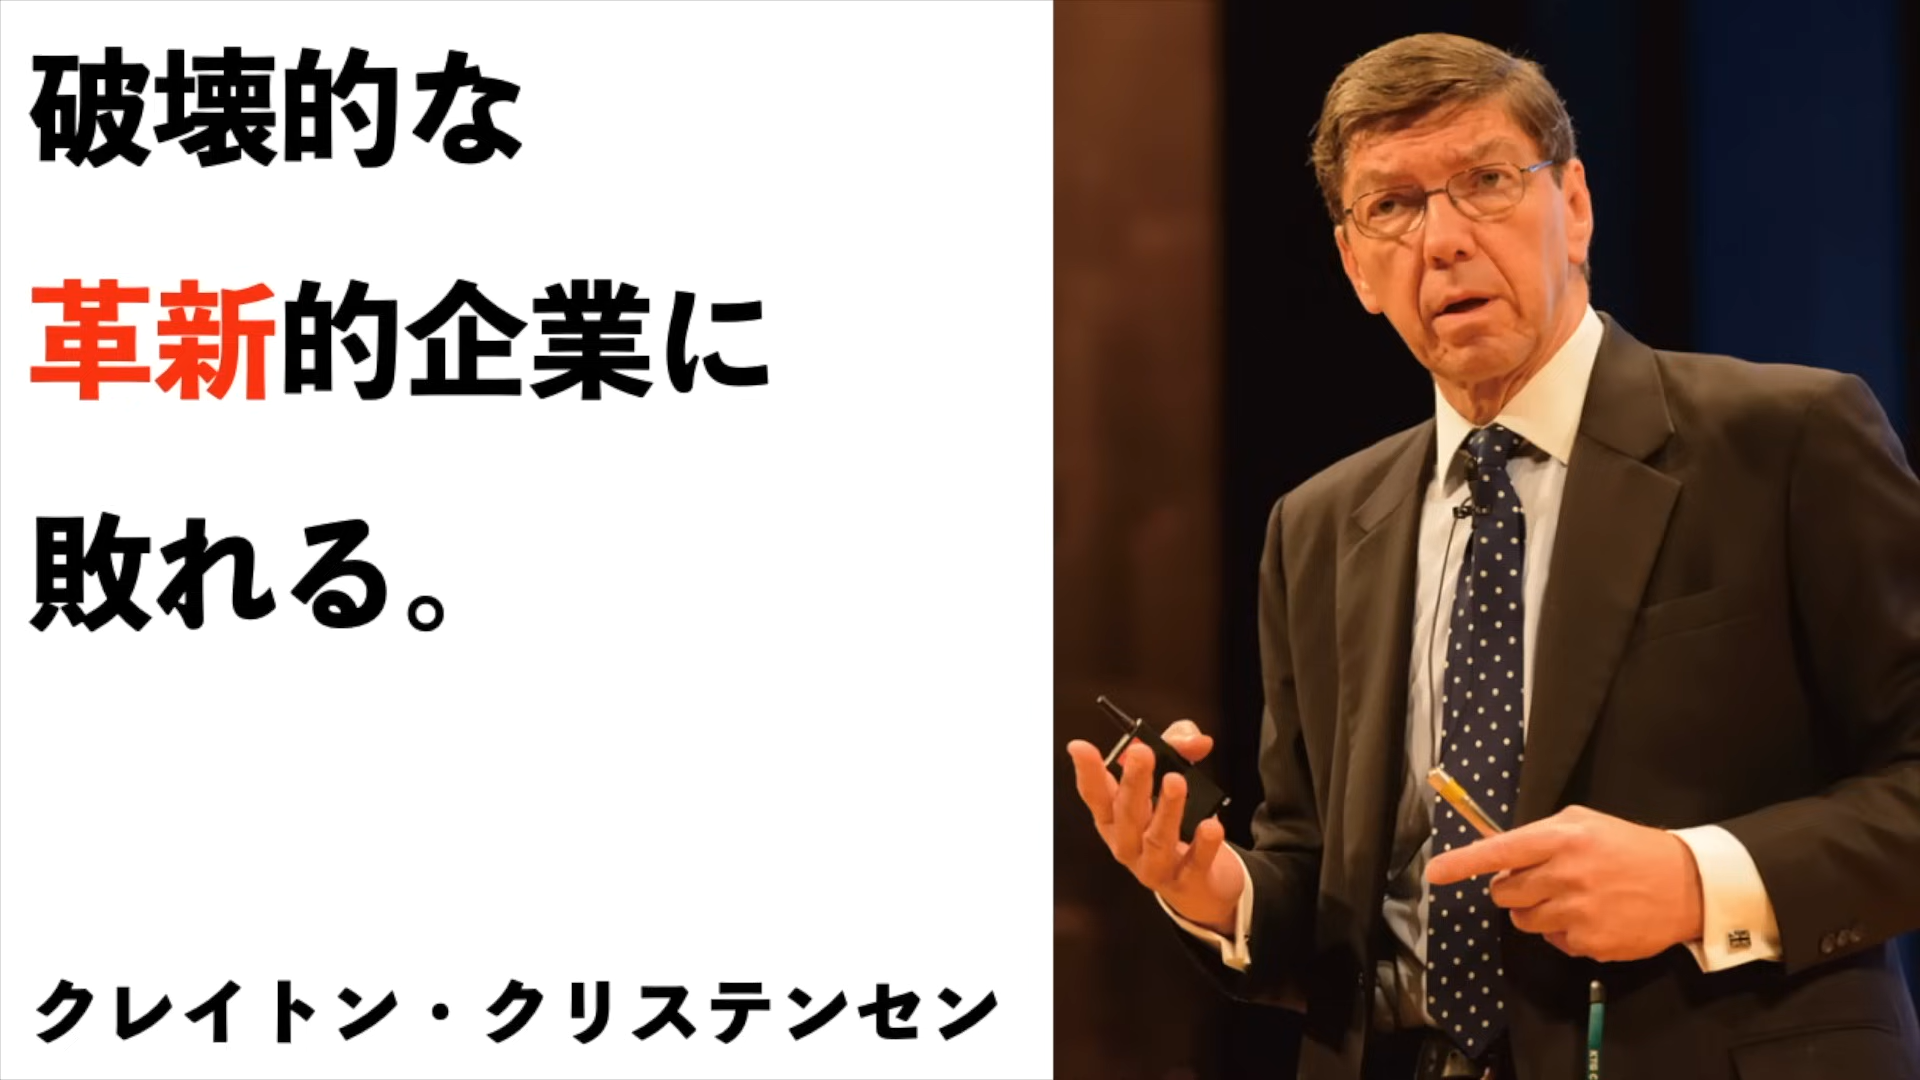 破壊的な
革新的企業に
敗れる。
クレイトン・クリステンセン